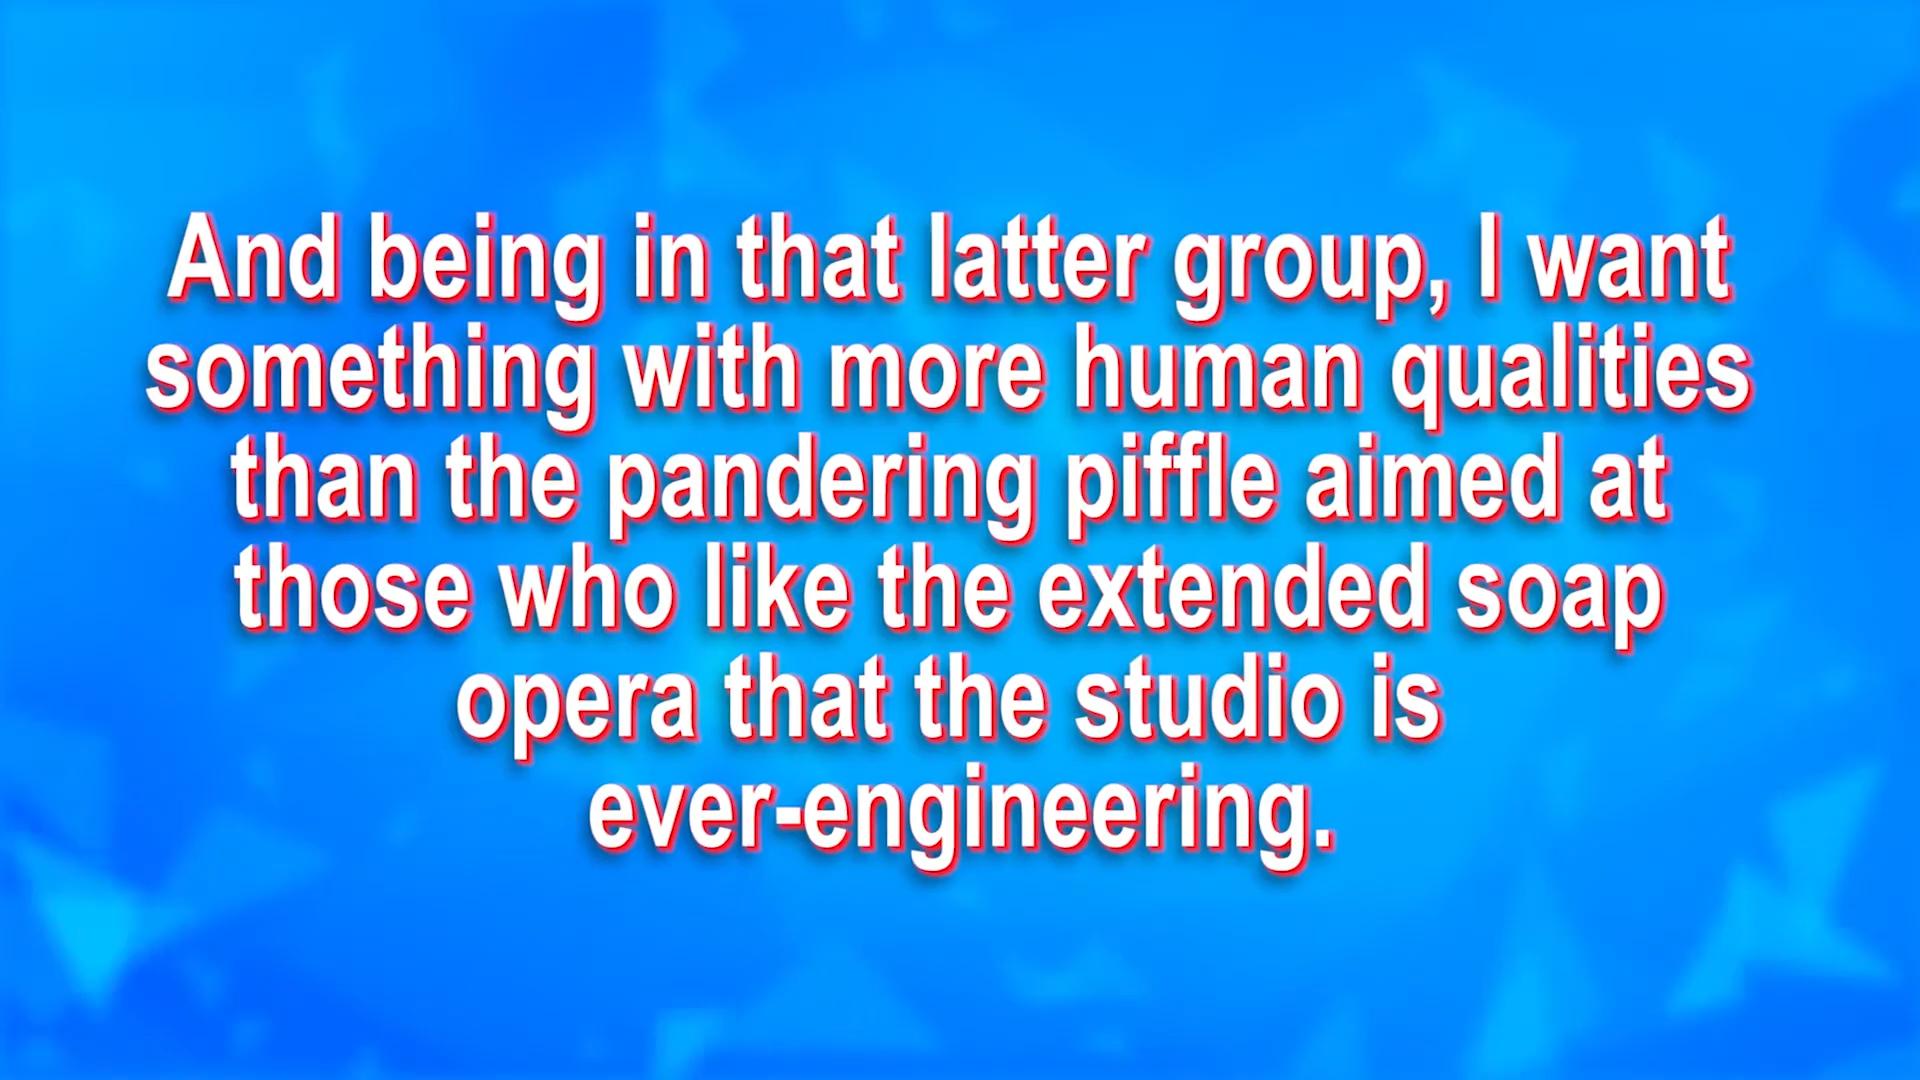 And being in that latter group, I want
something with more human qualities
than the pandering piffle aimed at
those who like the extended soap
opera that the studio is
ever-engineering.